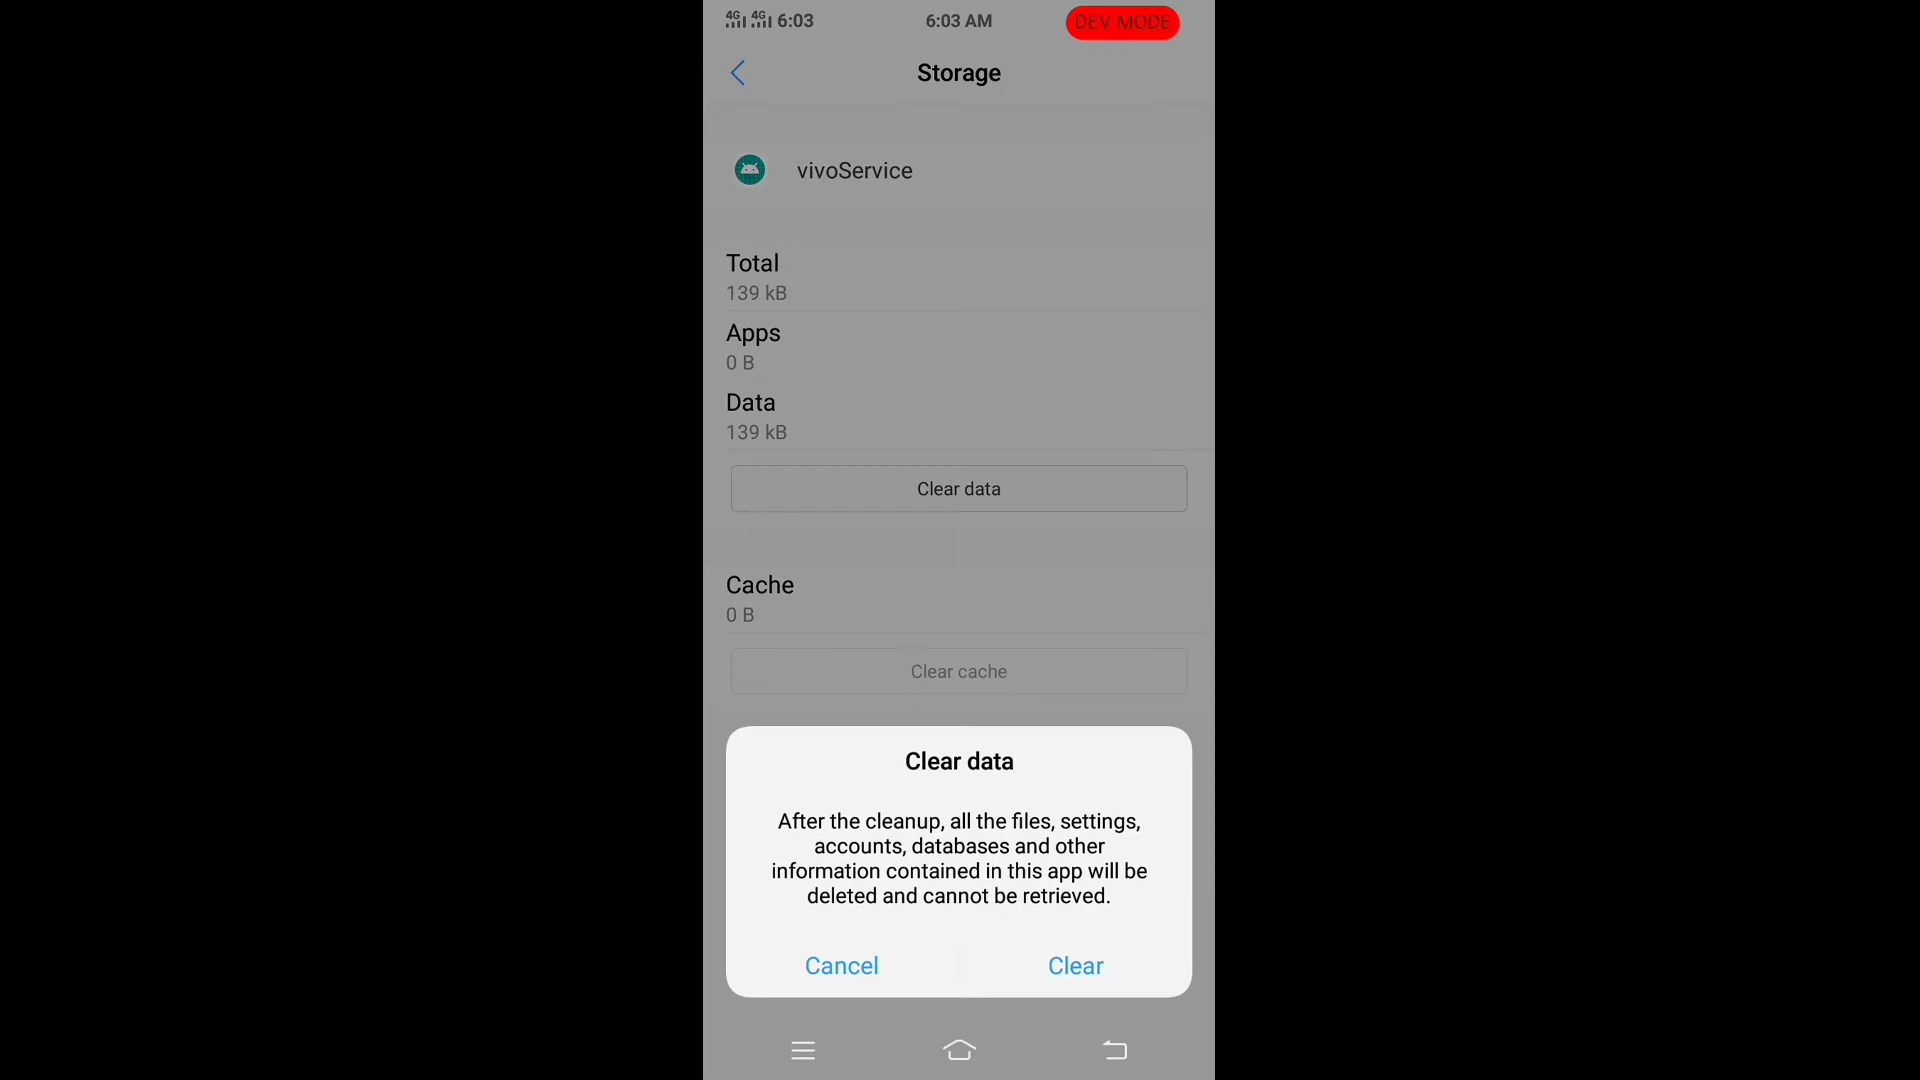 4G 4G 6:03 6:03 AM DEV MODE
Storage
vivoService
Total
139 kB
Apps
0 B
Data
139 kB
Clear data
Cache
0 B
Clear cache
Clear data
After the cleanup, all the files, settings,
accounts, databases and other
information contained in this app will be
deleted and cannot be retrieved.
Cancel Clear